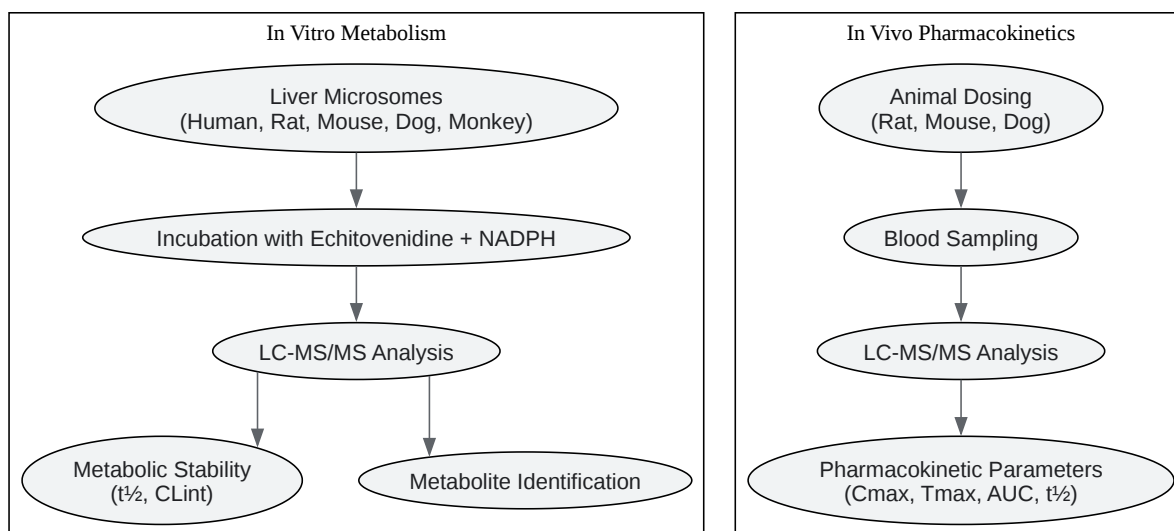 In Vitro Metabolism
Liver Microsomes
(Human, Rat, Mouse, Dog, Monkey)
Incubation with Echitovenidine + NADPH
LC-MS/MS Analysis
Metabolic Stability
(t½, CLint)
Metabolite Identification
In Vivo Pharmacokinetics
Animal Dosing
(Rat, Mouse, Dog)
Blood Sampling
LC-MS/MS Analysis
Pharmacokinetic Parameters
(Cmax, Tmax, AUC, t½)